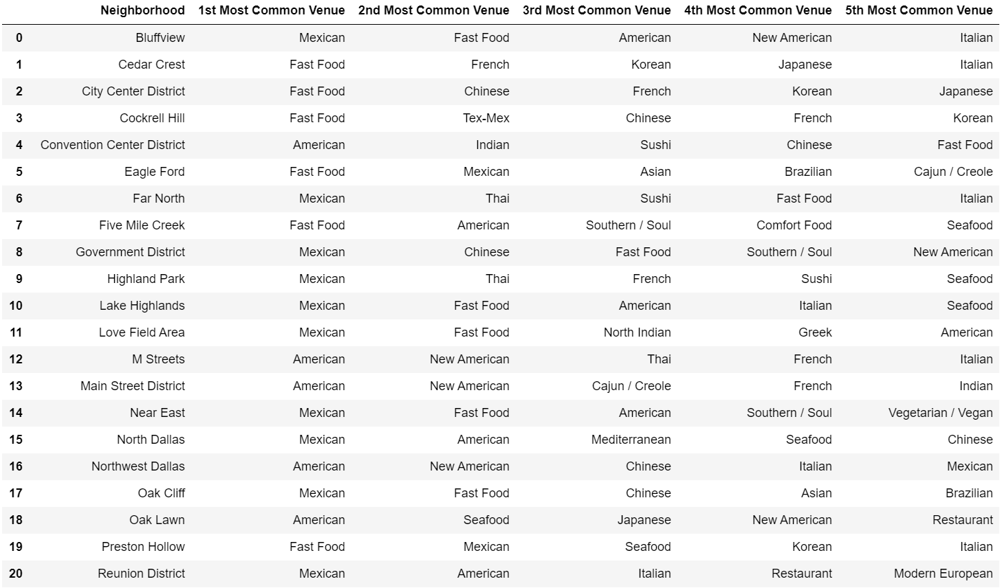 Neighborhood 1st Most Common Venue 2nd Most Common Venue 3rd Most Common Venue 4th Most Common Venue 5th Most Common Venue
0 Bluffview Mexican Fast Food American New American Italian
1 Cedar Crest Fast Food French Korean Japanese Italian
2 City Center District Fast Food Chinese French Korean Japanese
3 Cockrell Hill Fast Food Tex-Mex Chinese French Korean
4 Convention Center District American Indian Sushi Chinese Fast Food
5 Eagle Ford Fast Food Mexican Asian Brazilian Cajun / Creole
6 Far North Mexican Thai Sushi Fast Food Italian
7 Five Mile Creek Fast Food American Southern / Soul Comfort Food Seafood
8 Government District Mexican Chinese Fast Food Southern / Soul New American
9 Highland Park Mexican Thai French Sushi Seafood
10 Lake Highlands Mexican Fast Food American Italian Seafood
11 Love Field Area Mexican Fast Food North Indian Greek American
12 M Streets American New American Thai French Italian
13 Main Street District American New American Cajun / Creole French Indian
14 Near East Mexican Fast Food American Southern / Soul Vegetarian / Vegan
15 North Dallas Mexican American Mediterranean Seafood Chinese
16 Northwest Dallas American New American Chinese Italian Mexican
17 Oak Cliff Mexican Fast Food Chinese Asian Brazilian
18 Oak Lawn American Seafood Japanese New American Restaurant
19 Preston Hollow Fast Food Mexican Seafood Korean Italian
20 Reunion District Mexican American Italian Restaurant Modern European